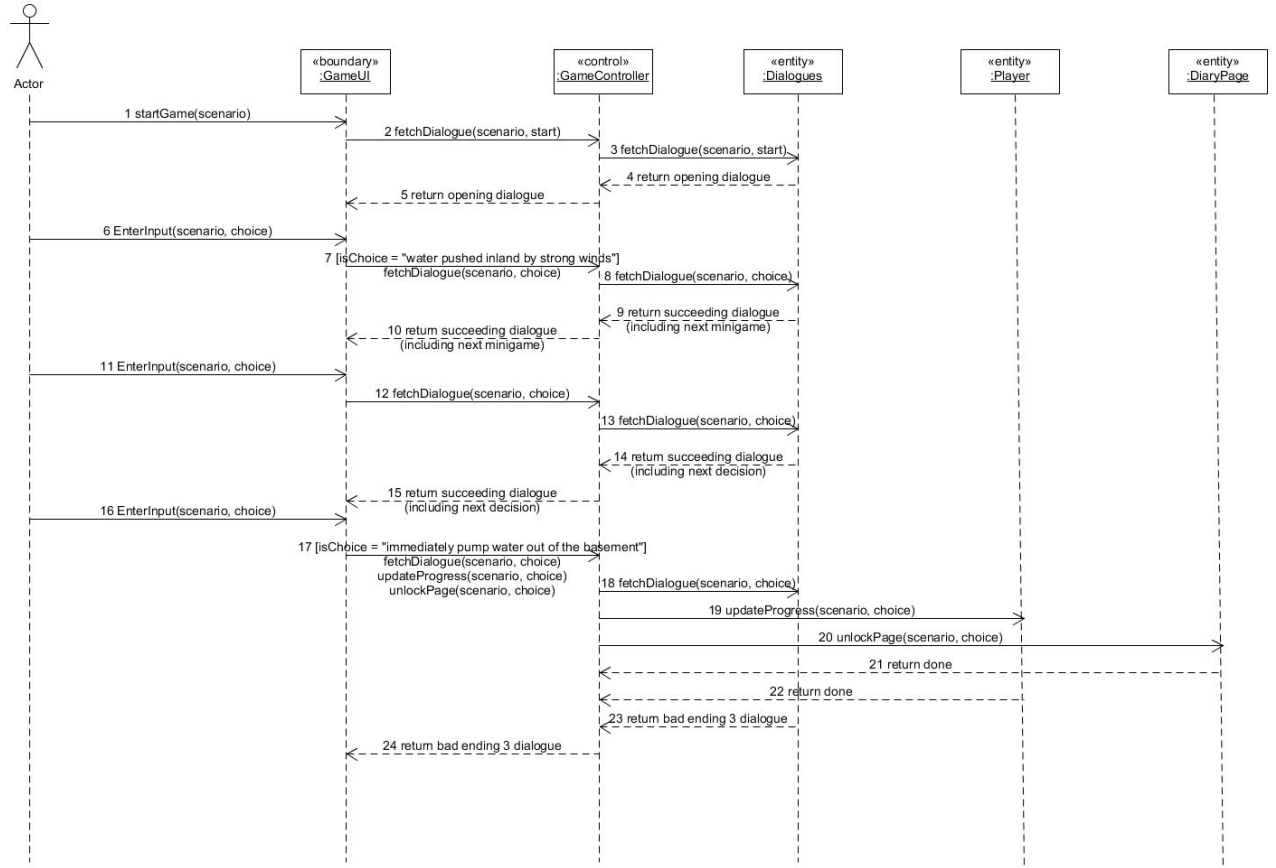 Actor
«boundary»
:GameUI
«control»
:GameController
«entity»
:Dialogues
«entity»
:Player
«entity»
:DiaryPage
1 startGame(scenario)
2 fetchDialogue(scenario, start)
3 fetchDialogue(scenario, start)
4 return opening dialogue
5 return opening dialogue
6 EnterInput(scenario, choice)
7 [isChoice = "water pushed inland by strong winds"]
fetchDialogue(scenario, choice)
8 fetchDialogue(scenario, choice)
9 return succeeding dialogue
(including next minigame)
10 return succeeding dialogue
(including next minigame)
11 EnterInput(scenario, choice)
12 fetchDialogue(scenario, choice)
13 fetchDialogue(scenario, choice)
14 return succeeding dialogue
(including next decision)
15 return succeeding dialogue
(including next decision)
16 EnterInput(scenario, choice)
17 [isChoice = "immediately pump water out of the basement"]
fetchDialogue(scenario, choice)
updateProgress(scenario, choice)
unlockPage(scenario, choice)
18 fetchDialogue(scenario, choice)
19 updateProgress(scenario, choice)
20 unlockPage(scenario, choice)
21 return done
22 return done
23 return bad ending 3 dialogue
24 return bad ending 3 dialogue